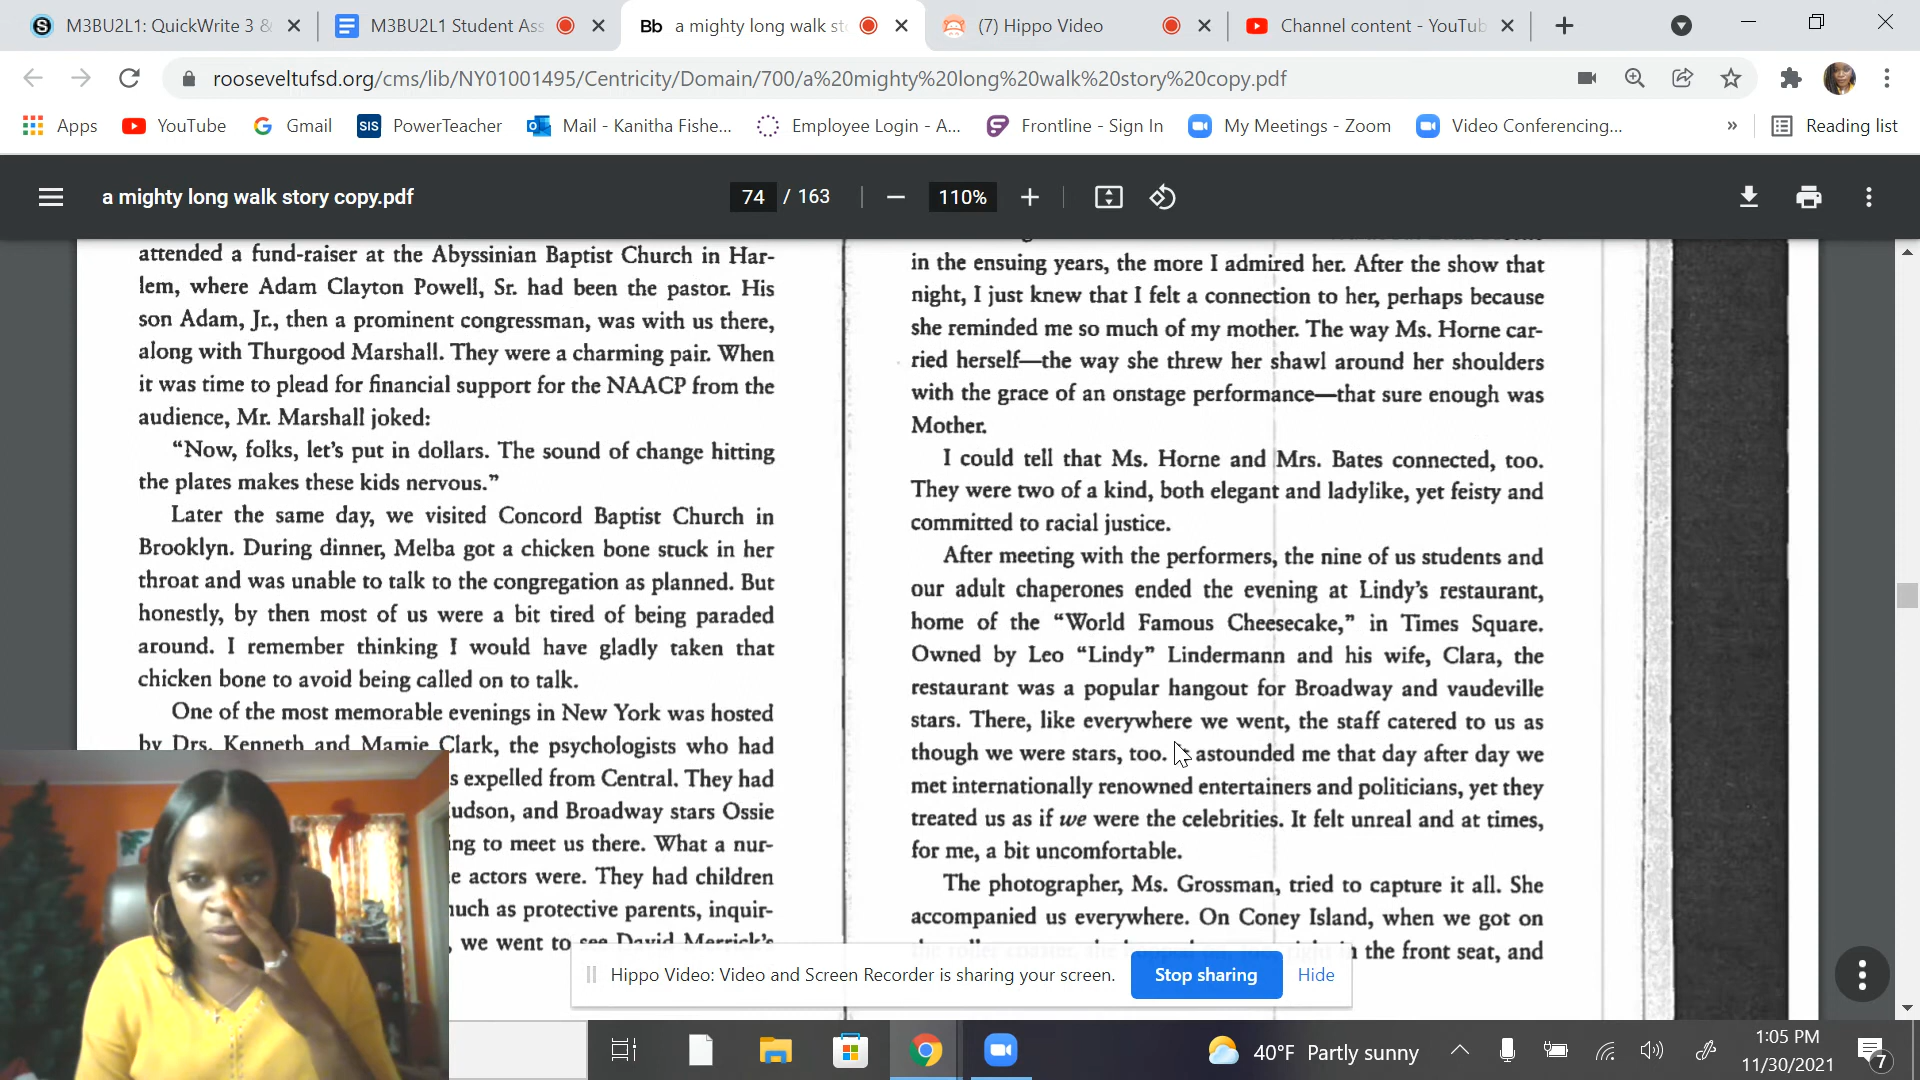 M3BU2L1: QuickWrite 3 &
M3BU2L1 Student Ass
Bb a mighty long walk sto
(7) Hippo Video
Channel content - YouTub
rooseveltufsd.org/cms/lib/NY01001495/Centricity/Domain/700/a%20mighty%20long%20walk%20story%20copy.pdf
Apps
YouTube
Gmail
SIS PowerTeacher
Mail - Kanitha Fishe...
Employee Login - A...
Frontline - Sign In
My Meetings - Zoom
Video Conferencing...
»
Reading list
a mighty long walk story copy.pdf
74 / 163
110%
attended a fund-raiser at the Abyssinian Baptist Church in Har-
lem, where Adam Clayton Powell, Sr. had been the pastor. His
son Adam, Jr., then a prominent congressman, was with us there,
along with Thurgood Marshall. They were a charming pair. When
it was time to plead for financial support for the NAACP from the
audience, Mr. Marshall joked:
"Now, folks, let's put in dollars. The sound of change hitting
the plates makes these kids nervous."
Later the same day, we visited Concord Baptist Church in
Brooklyn. During dinner, Melba got a chicken bone stuck in her
throat and was unable to talk to the congregation as planned. But
honestly, by then most of us were a bit tired of being paraded
around. I remember thinking I would have gladly taken that
chicken bone to avoid being called on to talk.
One of the most memorable evenings in New York was hosted
by Drs. Kenneth and Mamie Clark, the psychologists who had
s expelled from Central. They had
udson, and Broadway stars Ossie
ing to meet us there. What a nur-
e actors were. They had children
uch as protective parents, inquir-
, we went to see David Merrick's
in the ensuing years, the more I admired her. After the show that
night, I just knew that I felt a connection to her, perhaps because
she reminded me so much of my mother. The way Ms. Horne car-
ried herself—the way she threw her shawl around her shoulders
with the grace of an onstage performance—that sure enough was
Mother.
I could tell that Ms. Horne and Mrs. Bates connected, too.
They were two of a kind, both elegant and ladylike, yet feisty and
committed to racial justice.
After meeting with the performers, the nine of us students and
our adult chaperones ended the evening at Lindy's restaurant,
home of the "World Famous Cheesecake," in Times Square.
Owned by Leo "Lindy" Lindermann and his wife, Clara, the
restaurant was a popular hangout for Broadway and vaudeville
stars. There, like everywhere we went, the staff catered to us as
though we were stars, too. It astounded me that day after day we
met internationally renowned entertainers and politicians, yet they
treated us as if we were the celebrities. It felt unreal and at times,
for me, a bit uncomfortable.
The photographer, Ms. Grossman, tried to capture it all. She
accompanied us everywhere. On Coney Island, when we got on
in the front seat, and
Hippo Video: Video and Screen Recorder is sharing your screen.
Stop sharing
Hide
40°F Partly sunny
1:05 PM
11/30/2021
7